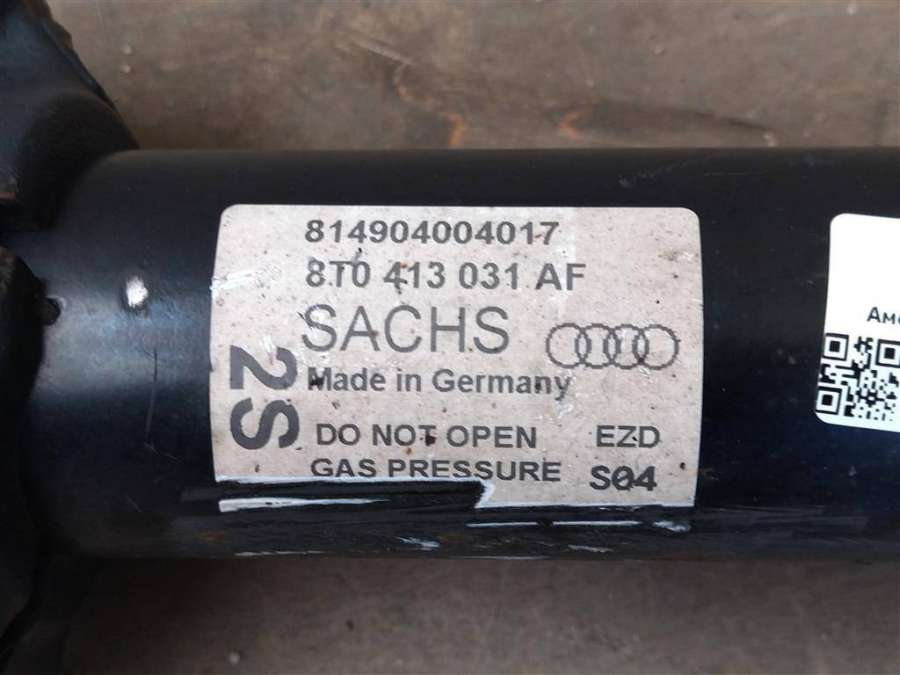 814904004017
8T0 413 031 AF
SACHS
Made in Germany
2S
DO NOT OPEN EZD
GAS PRESSURE S04